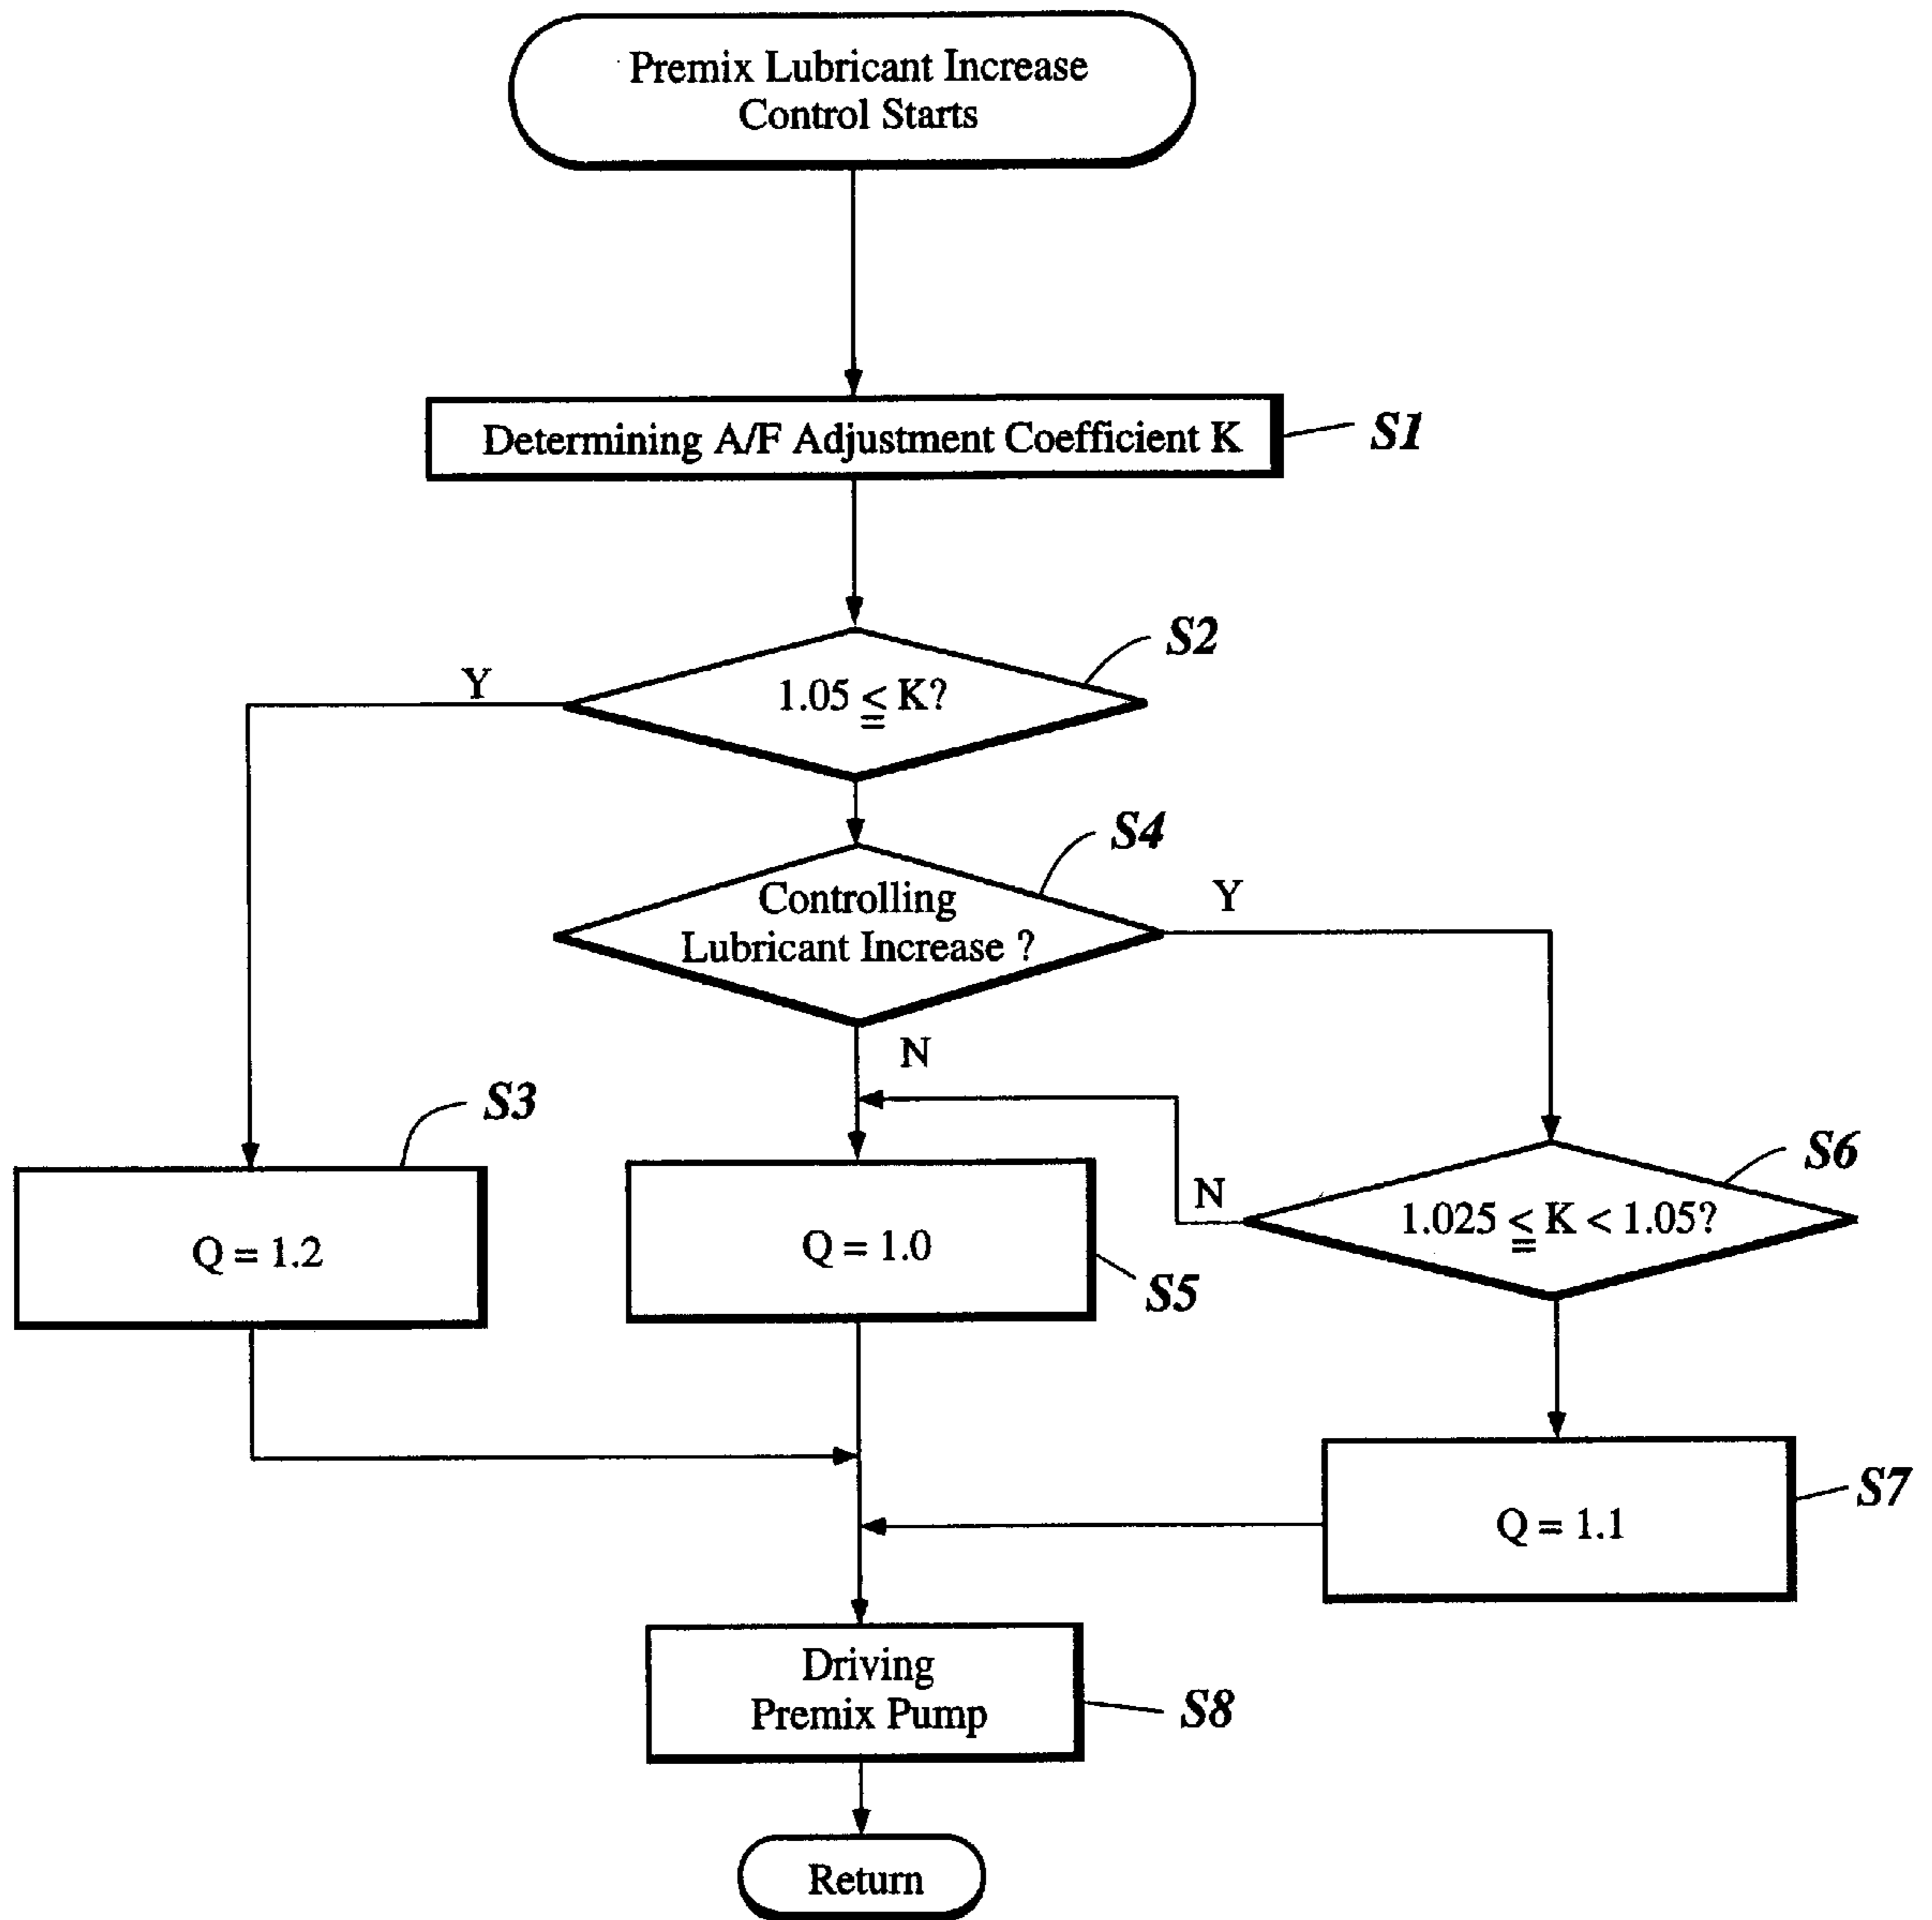 Premix Lubricant Increase
Control Starts
Determining A/F Adjustment Coefficient K
S1
S2
Y
1.05 ≦ K?
S4
Controlling
Lubricant Increase ?
Y
N
S3
S6
N
1.025 ≦ K < 1.05?
Q = 1.2
Q = 1.0
S5
S7
Q = 1.1
Driving
Premix Pump
S8
Return